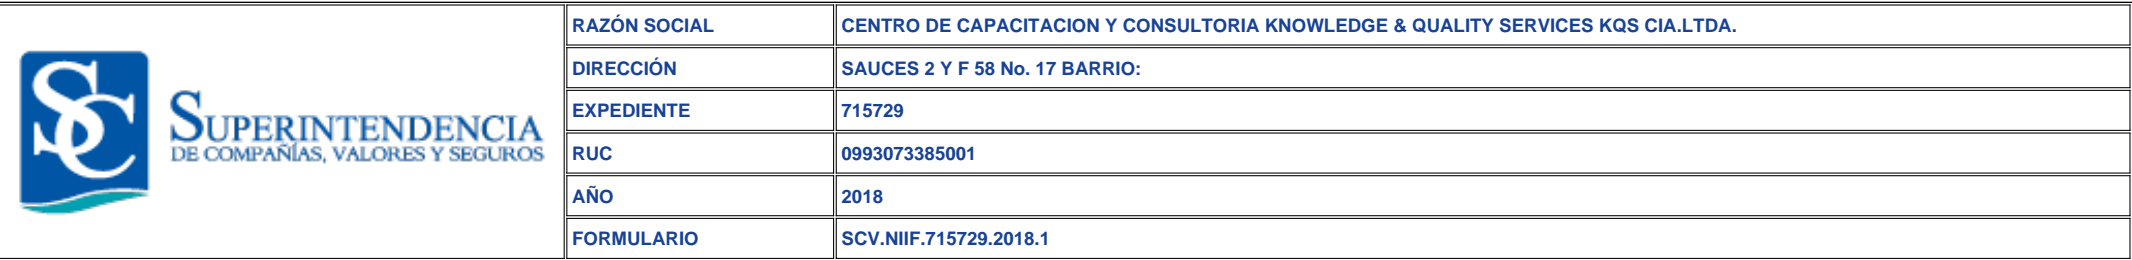 SC
SUPERINTENDENCIA
DE COMPAÑÍAS, VALORES Y SEGUROS
RAZÓN SOCIAL CENTRO DE CAPACITACION Y CONSULTORIA KNOWLEDGE & QUALITY SERVICES KQS CIA.LTDA.
DIRECCIÓN SAUCES 2 Y F 58 No. 17 BARRIO:
EXPEDIENTE 715729
RUC 0993073385001
AÑO 2018
FORMULARIO SCV.NIIF.715729.2018.1